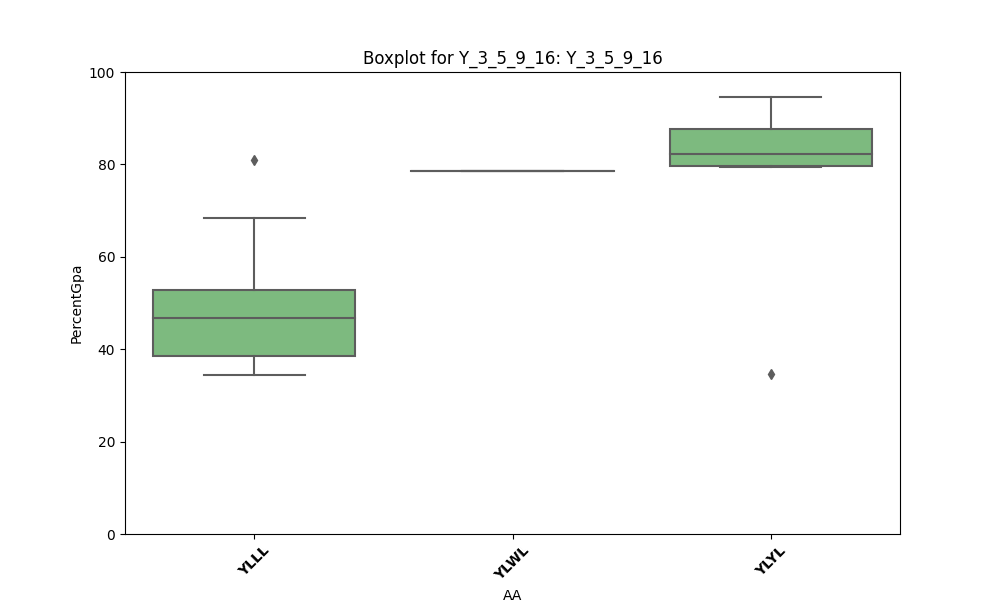 Boxplot for Y_3_5_9_16: Y_3_5_9_16
100
80
60
40
20
0
PercentGpa
YLLL
YLWL
YLYL
AA